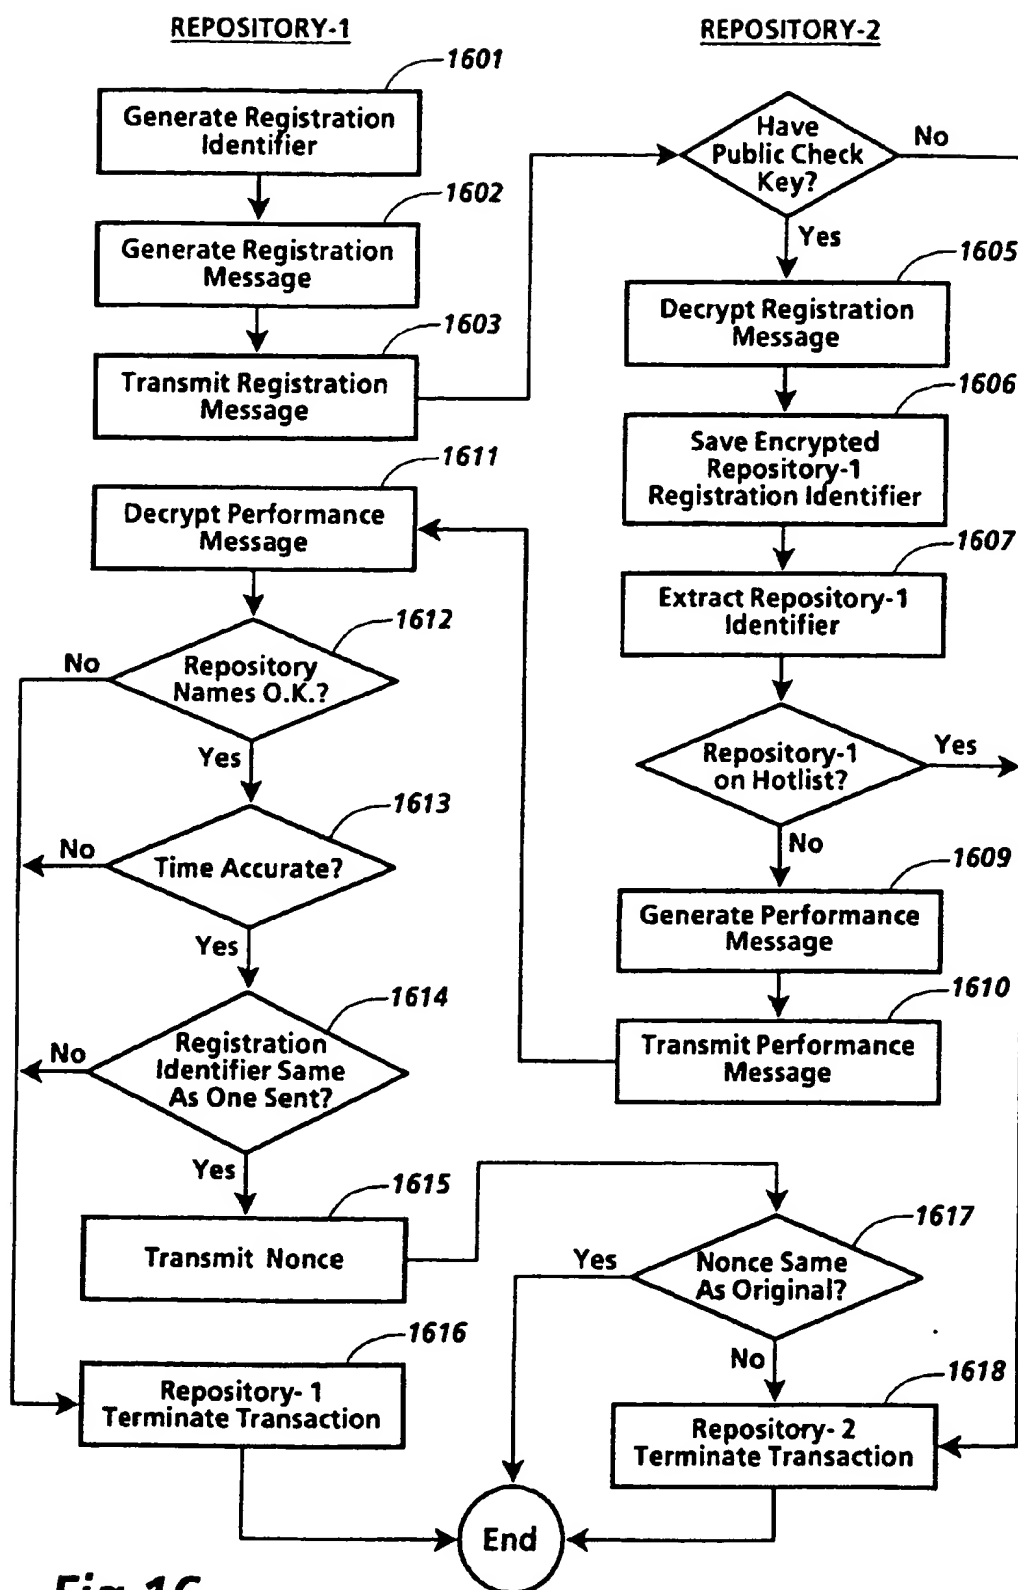 REPOSITORY-1
1601
Generate Registration
Identifier
1602
Generate Registration
Message
1603
Transmit Registration
Message
1611
Decrypt Performance
Message
1612
No
Repository
Names O.K.?
Yes
1613
No
Time Accurate?
Yes
1614
No
Registration
Identifier Same
As One Sent?
Yes
1615
Transmit Nonce
1616
Repository- 1
Terminate Transaction
REPOSITORY-2
Have
Public Check
Key?
No
Yes
1605
Decrypt Registration
Message
1606
Save Encrypted
Repository-1
Registration Identifier
1607
Extract Repository-1
Identifier
Repository-1
on Hotlist?
Yes
No
1609
Generate Performance
Message
1610
Transmit Performance
Message
1617
Yes
Nonce Same
As Original?
No
1618
Repository- 2
Terminate Transaction
End
Fig.16